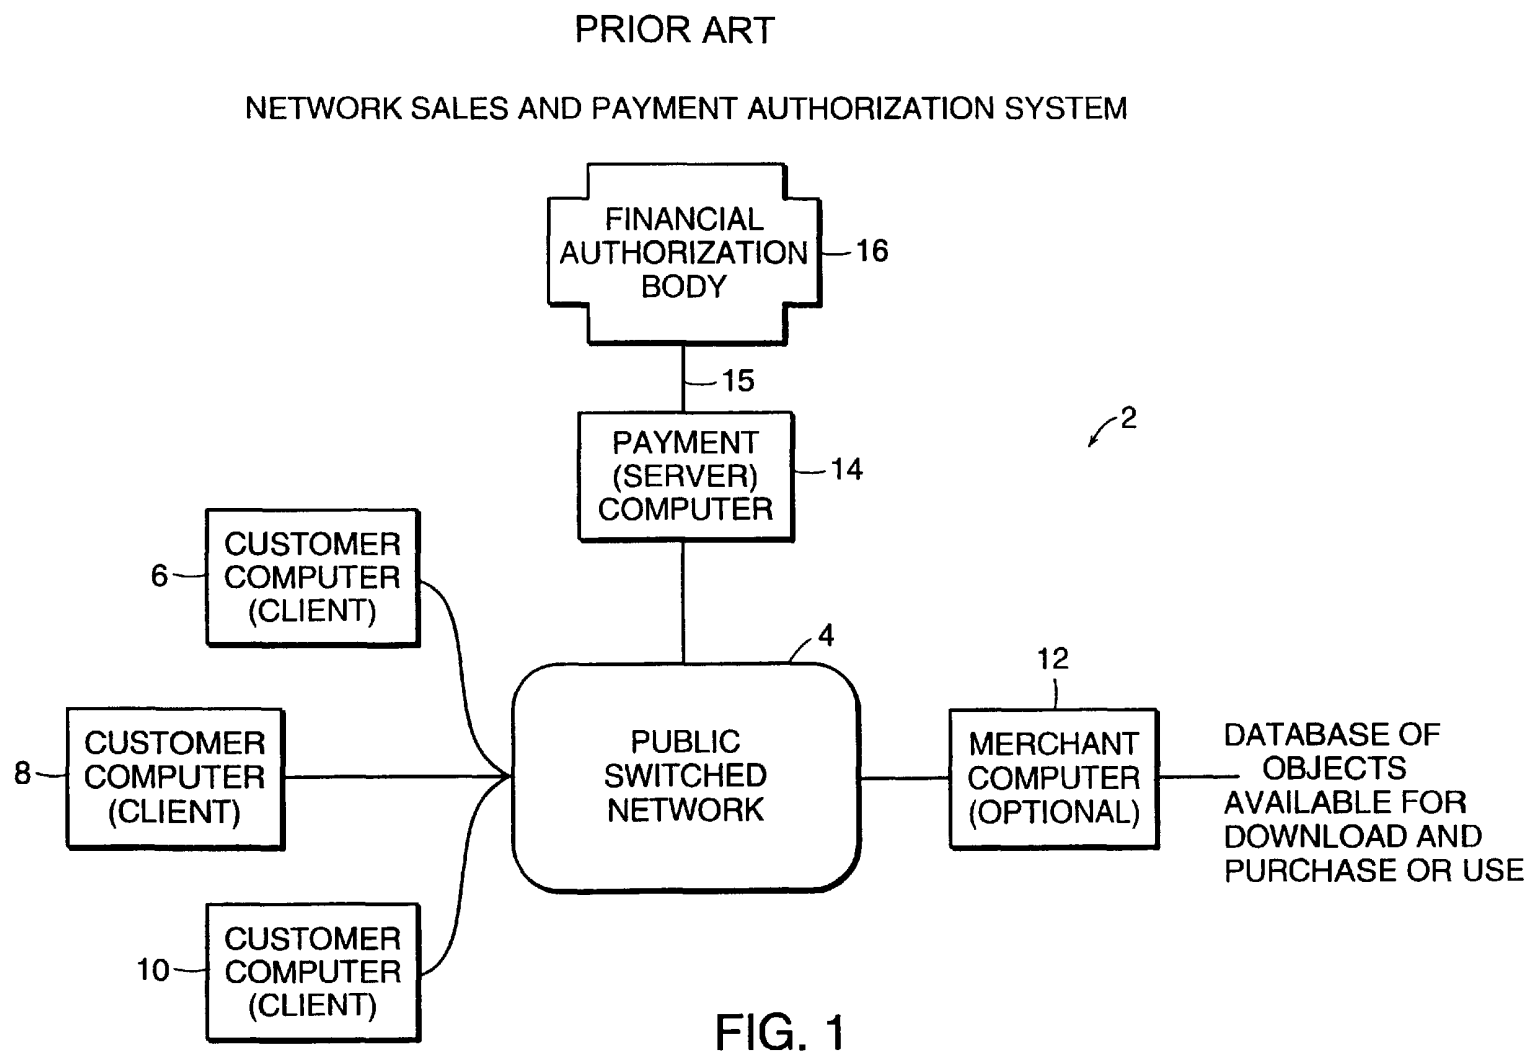 PRIOR ART
NETWORK SALES AND PAYMENT AUTHORIZATION SYSTEM
FINANCIAL
AUTHORIZATION
BODY
16
15
2
PAYMENT
(SERVER)
COMPUTER
14
CUSTOMER
COMPUTER
(CLIENT)
6
4
PUBLIC
SWITCHED
NETWORK
12
MERCHANT
COMPUTER
(OPTIONAL)
DATABASE OF
OBJECTS
AVAILABLE FOR
DOWNLOAD AND
PURCHASE OR USE
8
CUSTOMER
COMPUTER
(CLIENT)
10
CUSTOMER
COMPUTER
(CLIENT)
FIG. 1